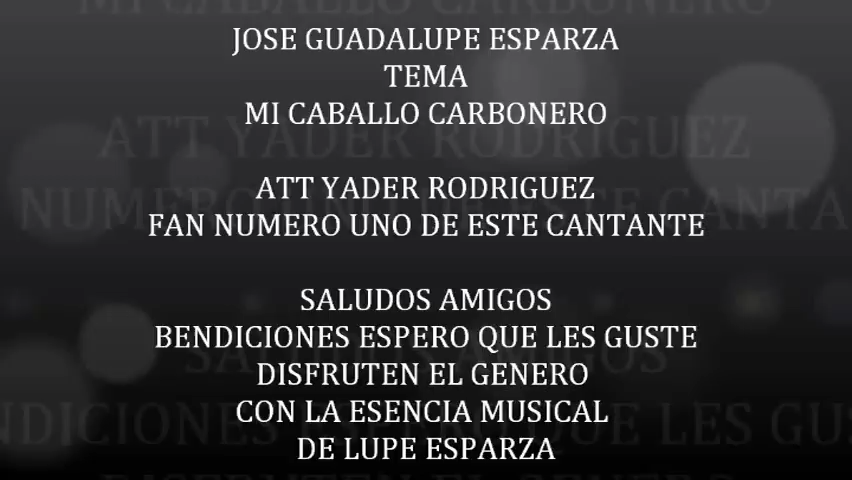 JOSE GUADALUPE ESPARZA
TEMA
MI CABALLO CARBONERO
ATT YADER RODRIGUEZ
FAN NUMERO UNO DE ESTE CANTANTE
SALUDOS AMIGOS
BENDICIONES ESPERO QUE LES GUSTE
DISFRUTEN EL GENERO
CON LA ESENCIA MUSICAL
DE LUPE ESPARZA